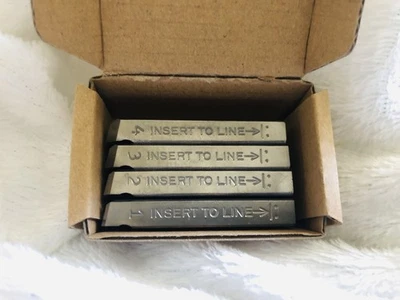 4 INSERT TO LINE→|:
3 INSERT TO LINE→|:
2 INSERT TO LINE→|:
1 INSERT TO LINE→|: